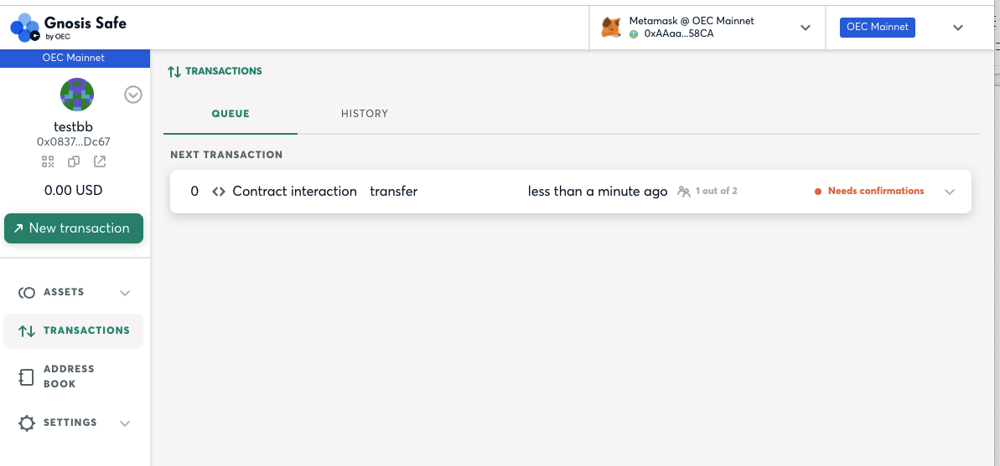 Gnosis Safe
by OEC
Metamask @ OEC Mainnet
0xAAaa...58CA
OEC Mainnet
OEC Mainnet
testbb
0x0837...Dc67
0.00 USD
New transaction
ASSETS
TRANSACTIONS
ADDRESS
BOOK
SETTINGS
TRANSACTIONS
QUEUE HISTORY
NEXT TRANSACTION
0 Contract interaction transfer less than a minute ago 1 out of 2 Needs confirmations